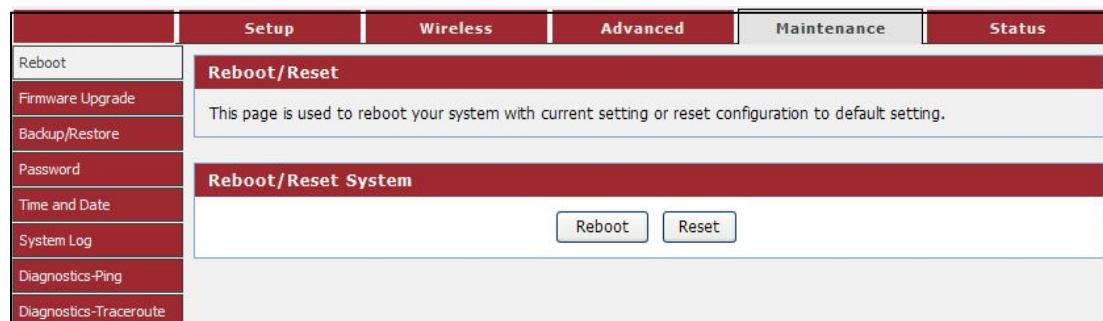 Setup Wireless Advanced Maintenance Status
Reboot
Firmware Upgrade
Backup/Restore
Password
Time and Date
System Log
Diagnostics-Ping
Diagnostics-Traceroute
Reboot/Reset
This page is used to reboot your system with current setting or reset configuration to default setting.
Reboot/Reset System
Reboot Reset